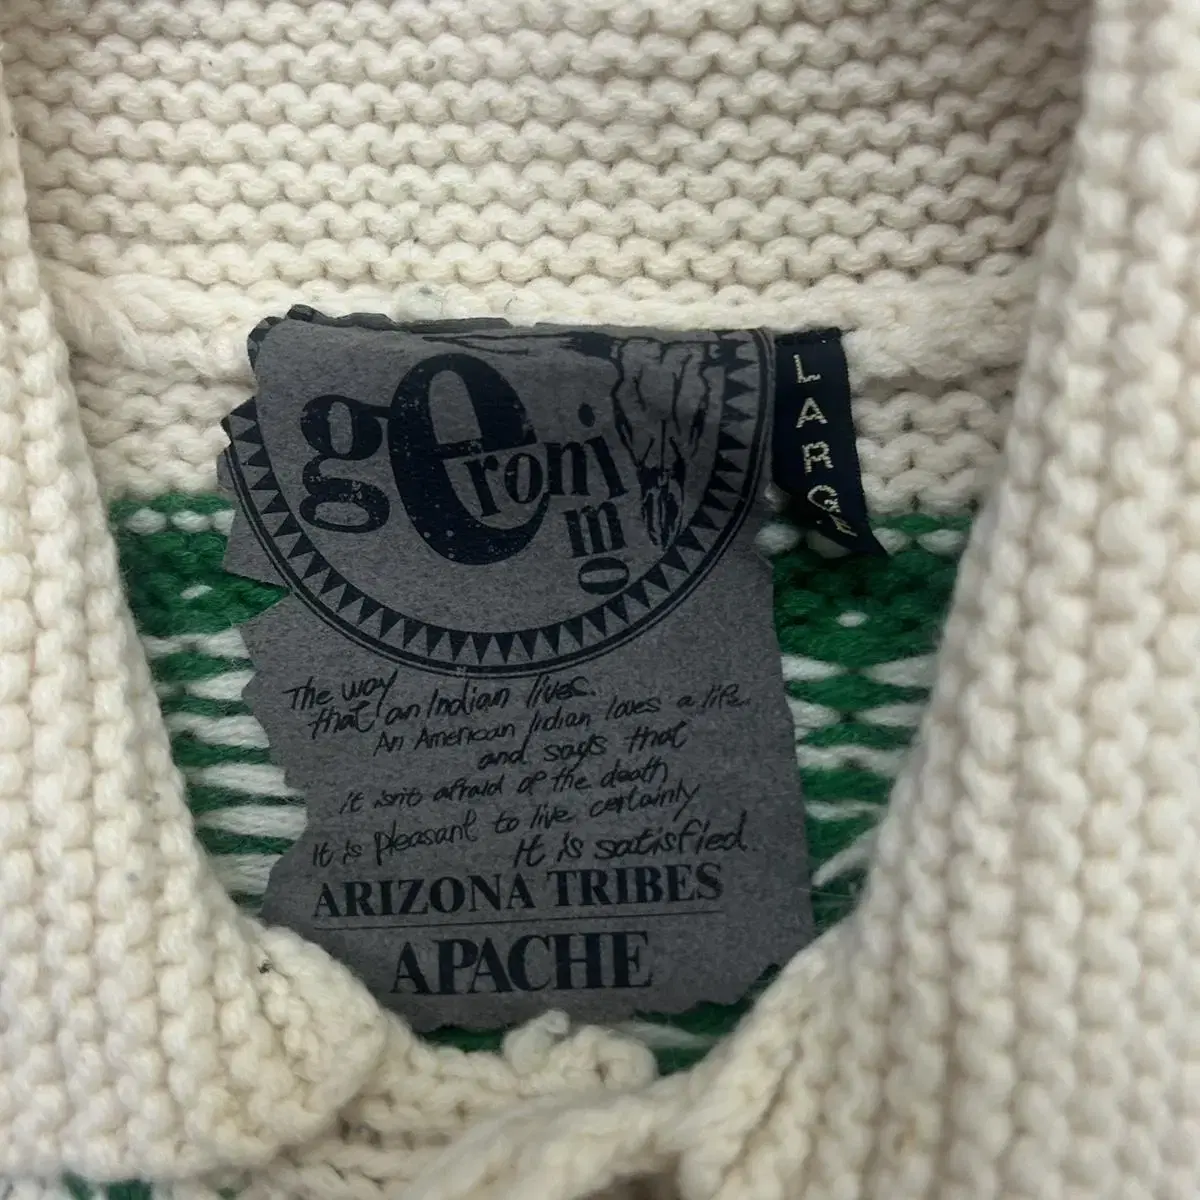 geronimo
LARGE
The way
that an Indian lives.
An American Indian loves a life.
and says that
it isn't afraid of the death
It is pleasant to live certainly
It is satisfied.
ARIZONA TRIBES
APACHE